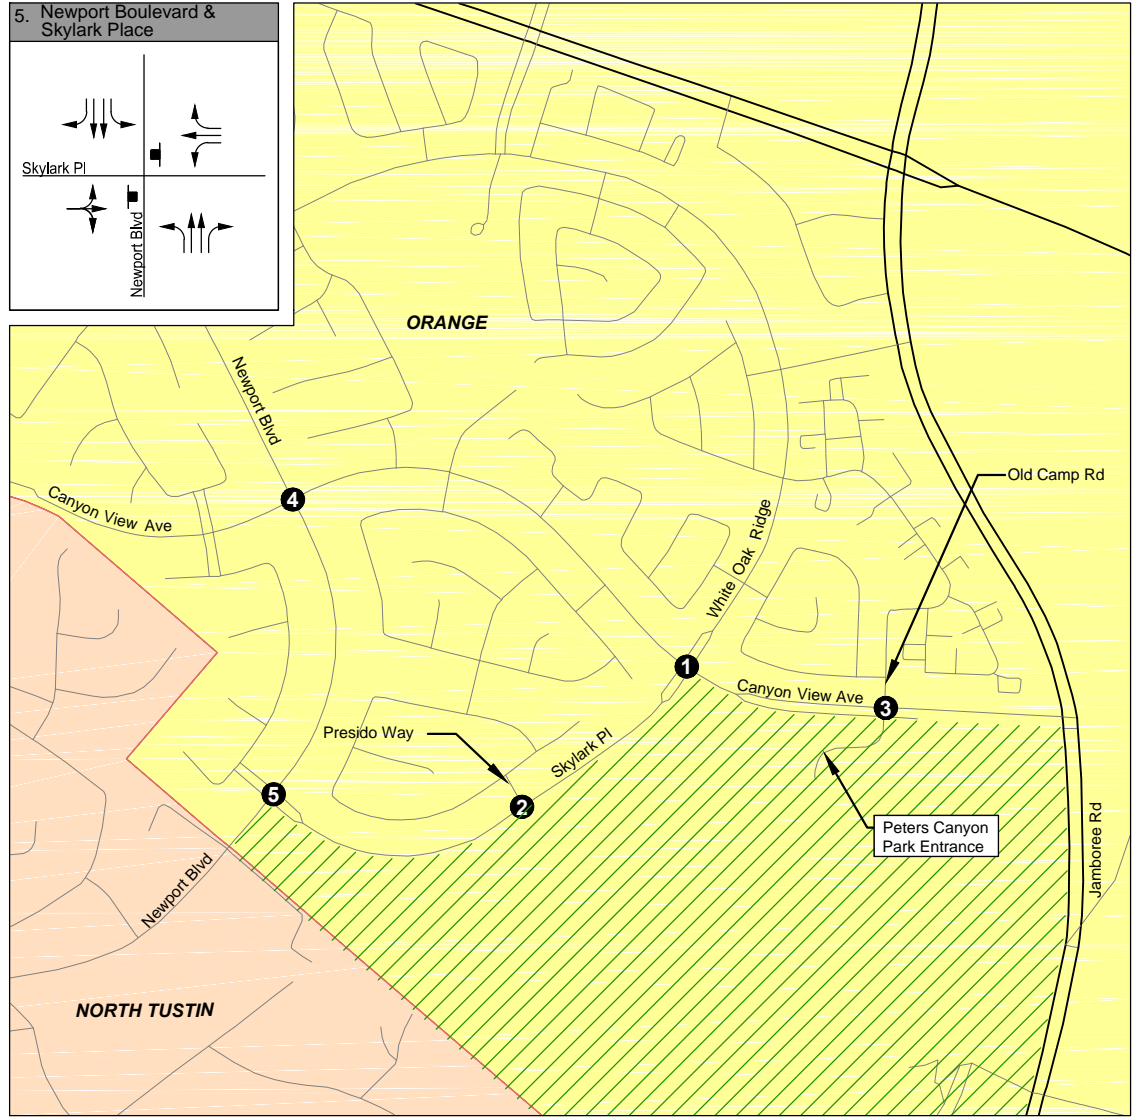 5. Newport Boulevard &
Skylark Place
Skylark Pl
Newport Blvd
ORANGE
Newport Blvd
Old Camp Rd
Canyon View Ave
4
White Oak Ridge
1
Canyon View Ave
3
Presido Way
Skylark Pl
5
2
Peters Canyon
Park Entrance
Jamboree Rd
Newport Blvd
NORTH TUSTIN